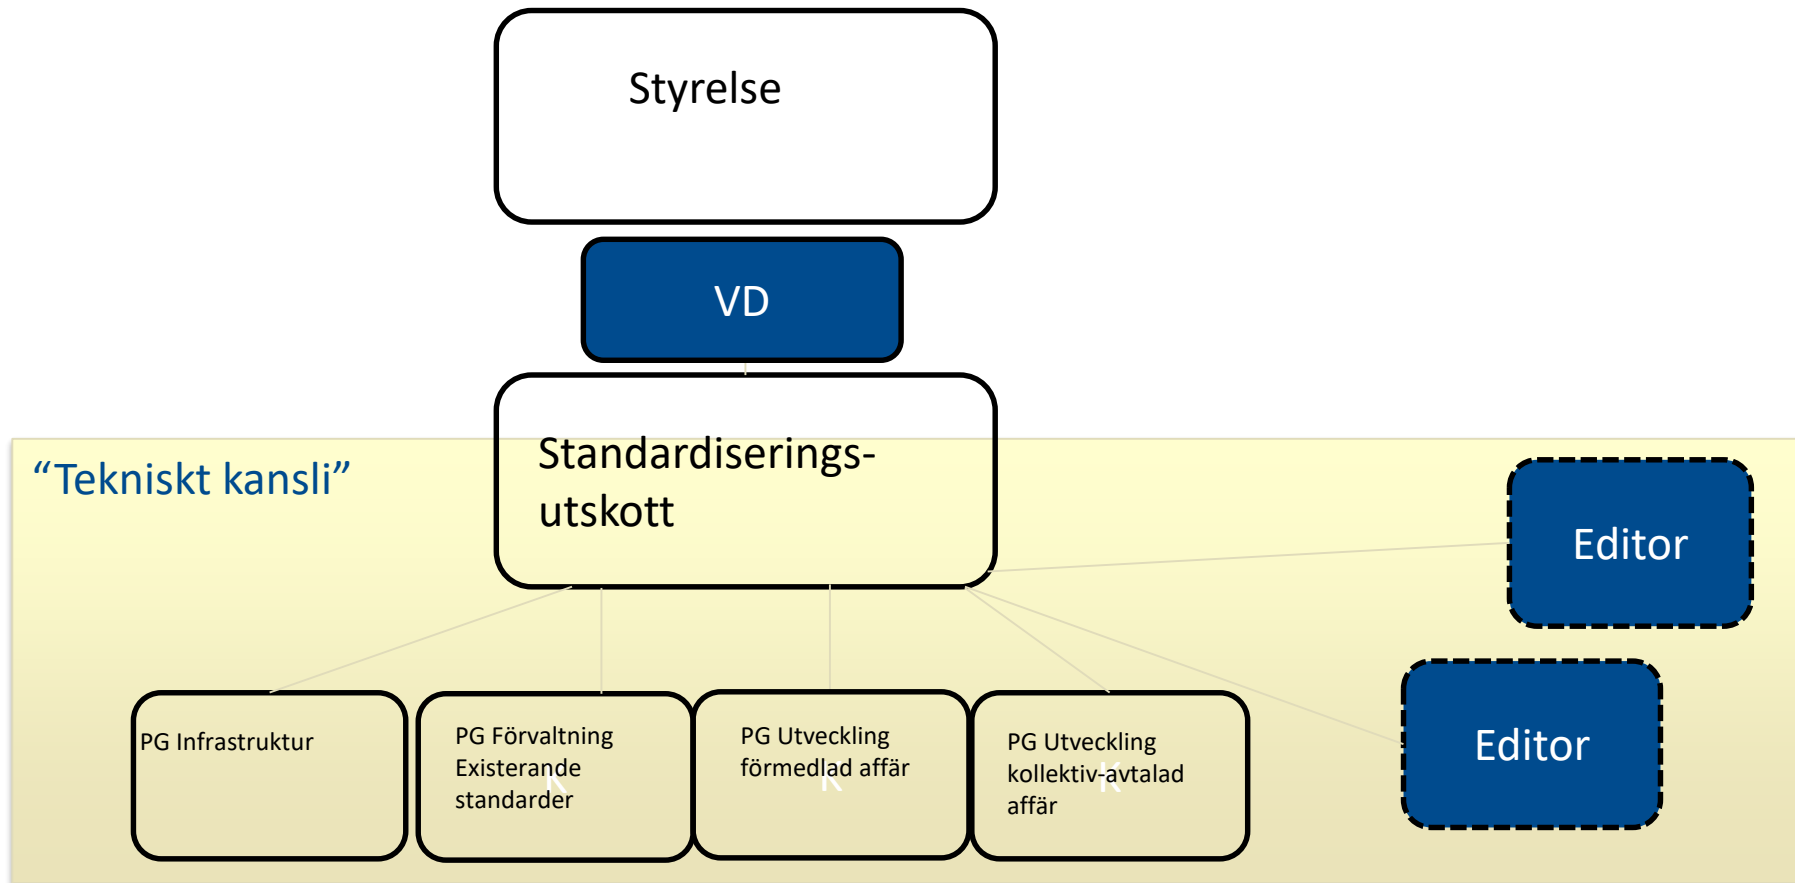 Styrelse
VD
Standardiserings-
utskott
“Tekniskt kansli”
Editor
Editor
PG Infrastruktur
PG Förvaltning
Existerande
standarder
K
PG Utveckling
förmedlad affär
K
PG Utveckling
kollektiv-avtalad
affär
K